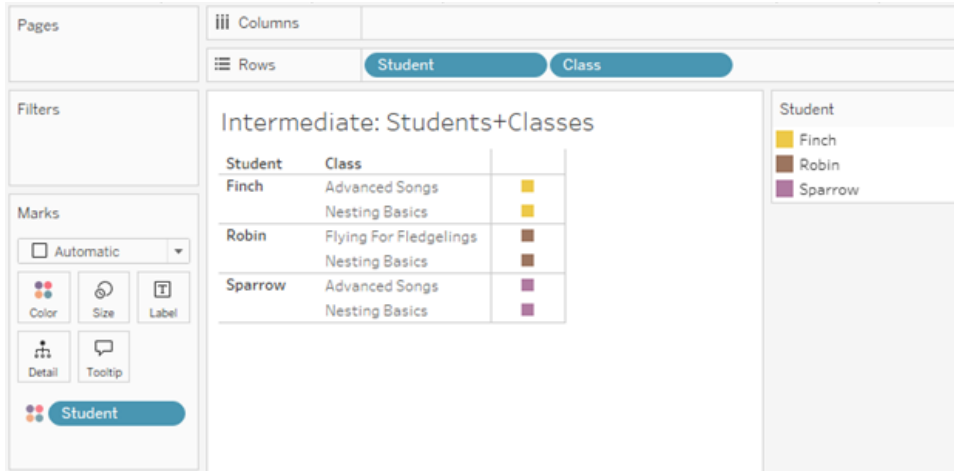 Pages
Columns
Rows Student Class
Filters
Intermediate: Students+Classes
Student Class
Finch Advanced Songs
Nesting Basics
Robin Flying For Fledgelings
Nesting Basics
Sparrow Advanced Songs
Nesting Basics
Student
Finch
Robin
Sparrow
Marks
Automatic
Color Size Label
Detail Tooltip
Student